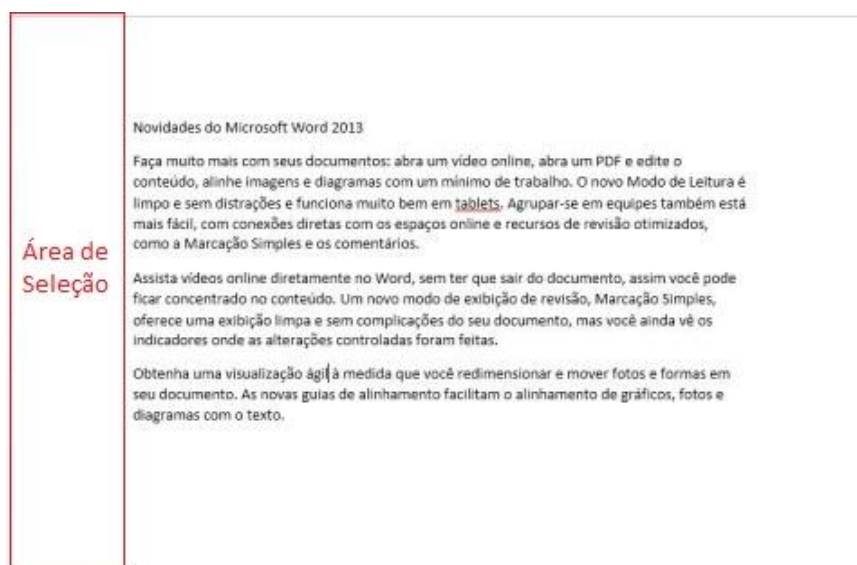 Novidades do Microsoft Word 2013
Faça muito mais com seus documentos: abra um vídeo online, abra um PDF e edite o
conteúdo, alinhe imagens e diagramas com um mínimo de trabalho. O novo Modo de Leitura é
limpo e sem distrações e funciona muito bem em tablets. Agrupar-se em equipes também está
mais fácil, com conexões diretas com os espaços online e recursos de revisão otimizados,
como a Marcação Simples e os comentários.
Área de
Seleção
Assista vídeos online diretamente no Word, sem ter que sair do documento, assim você pode
ficar concentrado no conteúdo. Um novo modo de exibição de revisão, Marcação Simples,
oferece uma exibição limpa e sem complicações do seu documento, mas você ainda vê os
indicadores onde as alterações controladas foram feitas.
Obtenha uma visualização ágil à medida que você redimensionar e mover fotos e formas em
seu documento. As novas guias de alinhamento facilitam o alinhamento de gráficos, fotos e
diagramas com o texto.